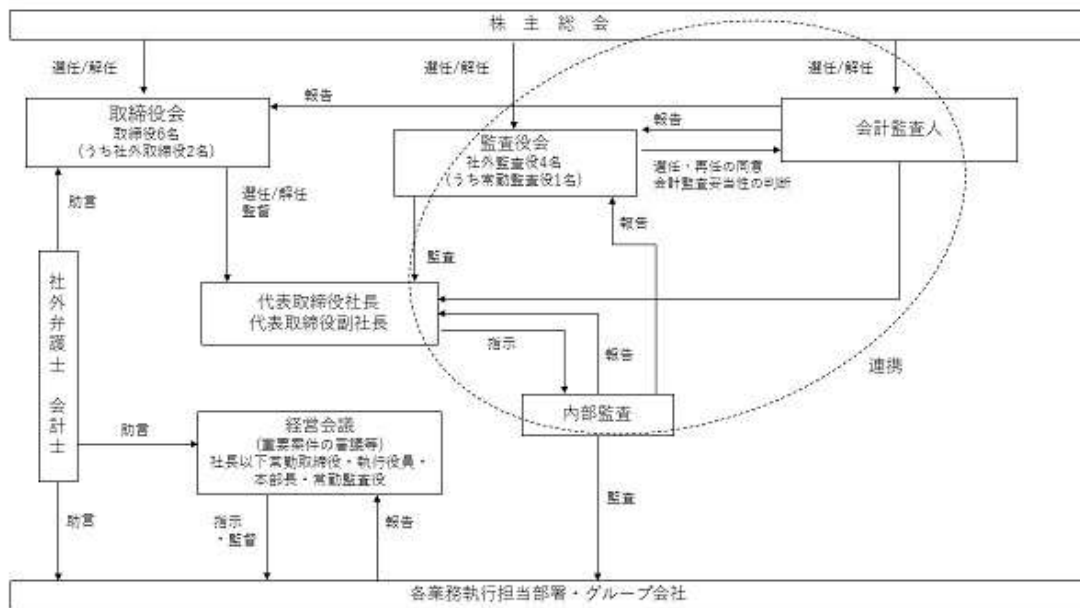 株主総会
選任/解任
選任/解任
選任/解任
報告
取締役会
取締役6名
(うち社外取締役2名)
監査役会
社外監査役4名
(うち常勤監査役1名)
報告
会計監査人
選任・再任の同意
会計監査妥当性の判断
助言
選任/解任
監督
報告
監査
社外弁護士 会計士
代表取締役社長
代表取締役副社長
指示
報告
連携
内部監査
助言
経営会議
(重要案件の審議等)
社長以下常勤取締役・執行役員・
本部長・常勤監査役
監査
助言
指示
・監督
報告
各業務執行担当部署・グループ会社